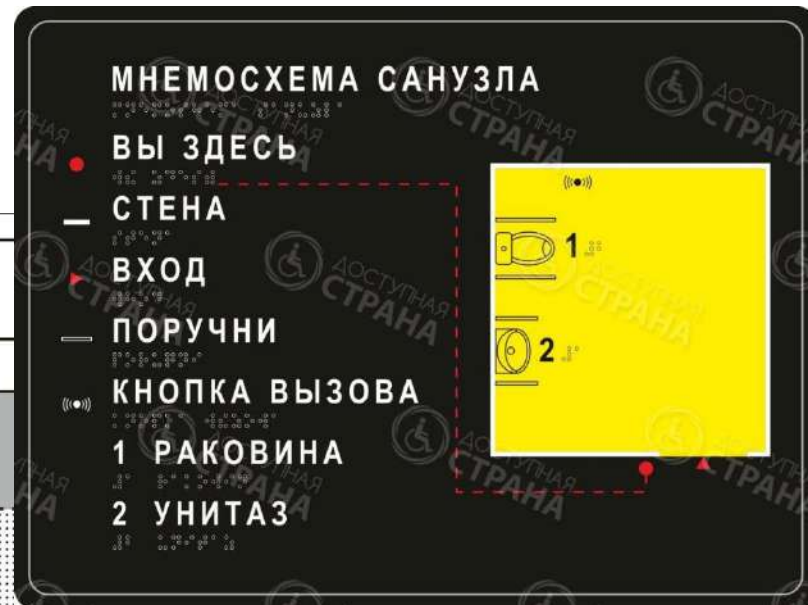 МНЕМОСХЕМА САНУЗЛА
ВЫ ЗДЕСЬ
СТЕНА
ВХОД
ПОРУЧНИ
КНОПКА ВЫЗОВА
1 РАКОВИНА
2 УНИТАЗ
1
2
ДОСТУПНАЯ
СТРАНА